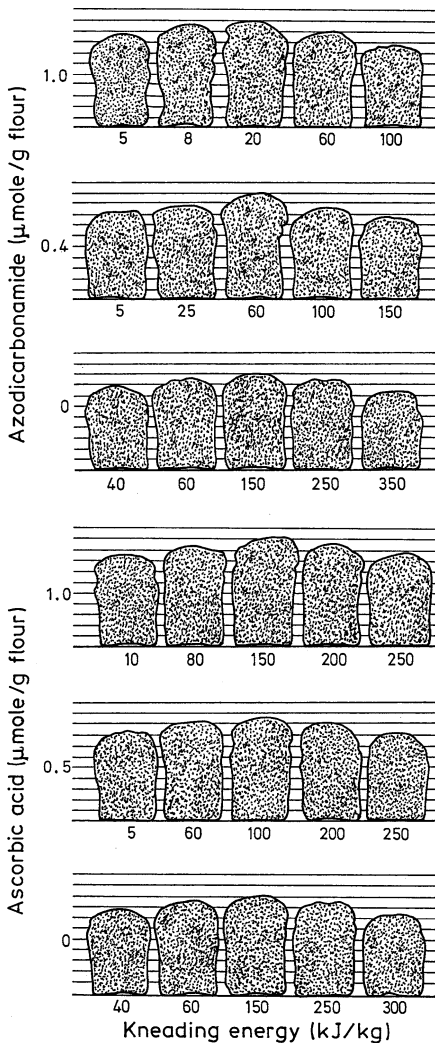 Azodicarbonamide (μmole/g flour)
1.0
5 8 20 60 100
0.4
5 25 60 100 150
0
40 60 150 250 350
Ascorbic acid (μmole/g flour)
1.0
10 80 150 200 250
0.5
5 60 100 200 250
0
40 60 150 250 300
Kneading energy (kJ/kg)